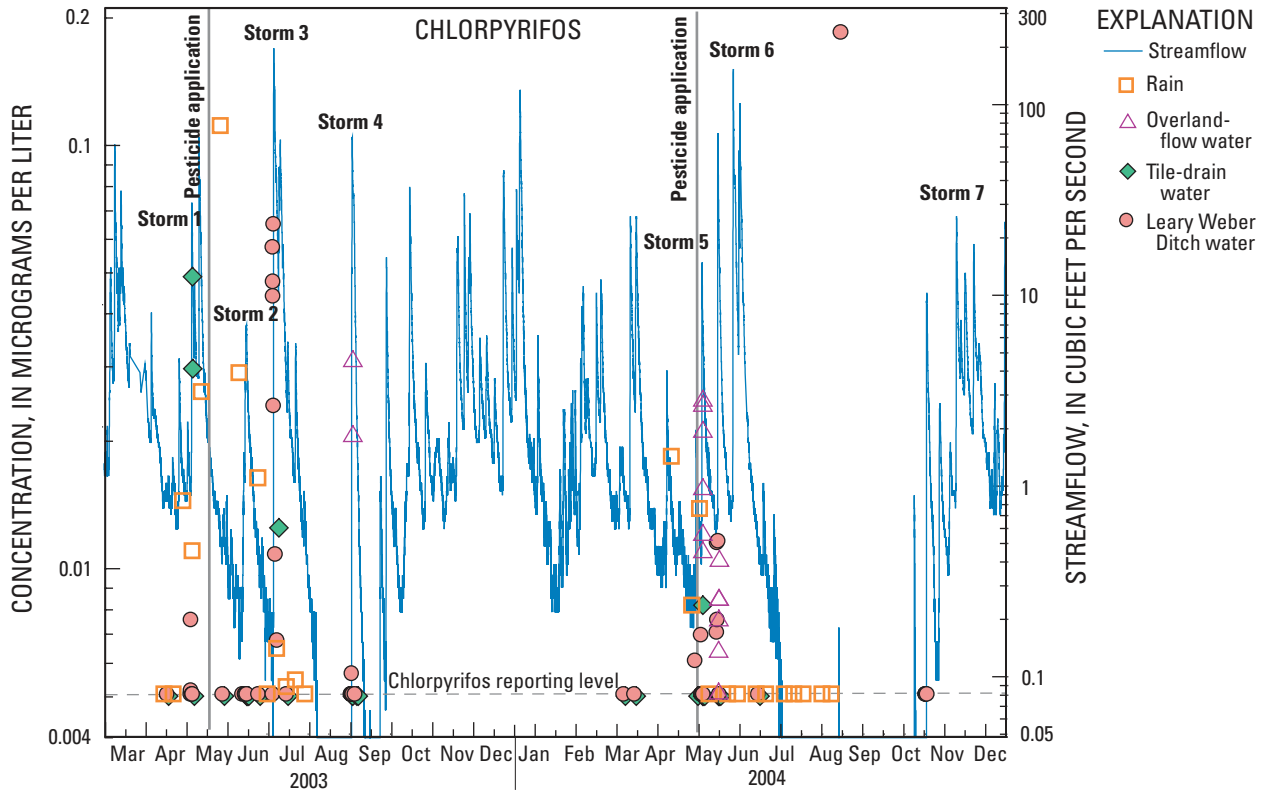 CHLORPYRIFOS
CONCENTRATION, IN MICROGRAMS PER LITER
0.2
0.1
0.01
0.004
STREAMFLOW, IN CUBIC FEET PER SECOND
300
100
10
1
0.1
0.05
Pesticide application
Pesticide application
Storm 1
Storm 2
Storm 3
Storm 4
Storm 5
Storm 6
Storm 7
Chlorpyrifos reporting level
Mar Apr May Jun Jul Aug Sep Oct Nov Dec Jan Feb Mar Apr May Jun Jul Aug Sep Oct Nov Dec
2003 2004
EXPLANATION
Streamflow
Rain
Overland-
flow water
Tile-drain
water
Leary Weber
Ditch water